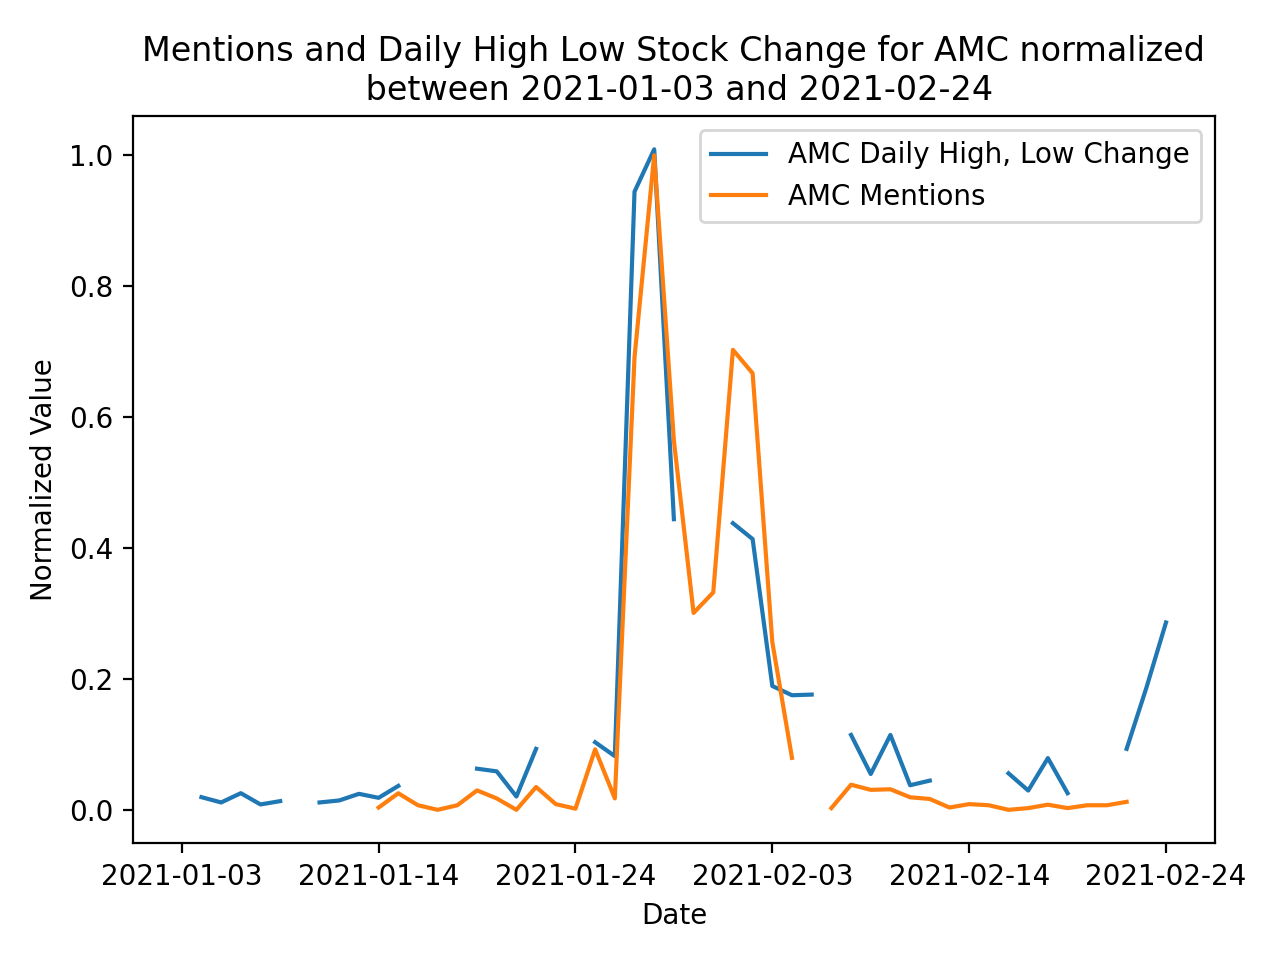 Mentions and Daily High Low Stock Change for AMC normalized
between 2021-01-03 and 2021-02-24
AMC Daily High, Low Change
AMC Mentions
Normalized Value
1.0
0.8
0.6
0.4
0.2
0.0
2021-01-03 2021-01-14 2021-01-24 2021-02-03 2021-02-14 2021-02-24
Date